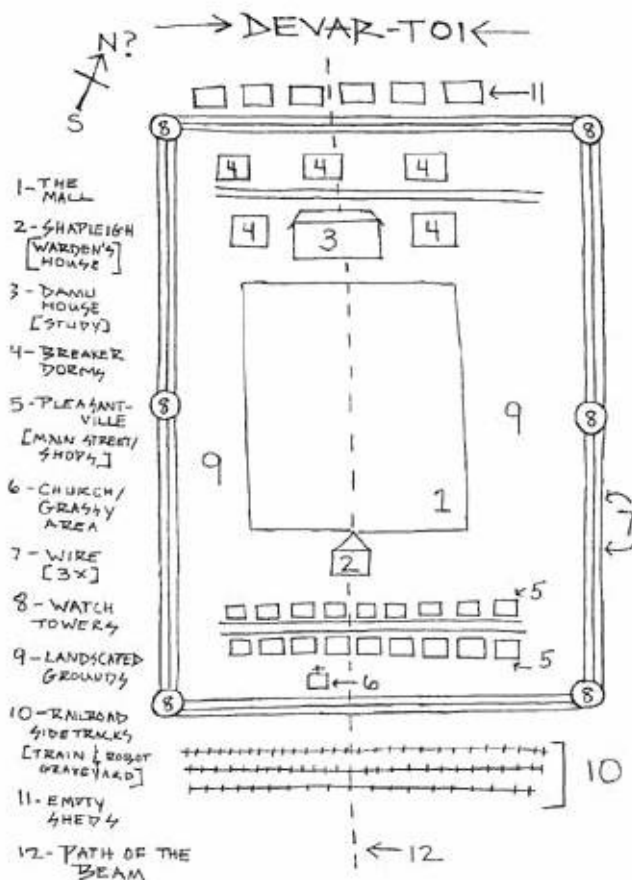 DEVAR-TOI
N?
S
11
8
8
4
4
4
4
3
4
1-THE
MALL
2-SHAPLEIGH
[WARDEN'S
HOUSE]
3-DAMLI
HOUSE
[STUDY]
4-BREAKER
DORMS
5-PLEASANT-
VILLE
[MAIN STREET/
SHOPS]
6-CHURCH/
GRASSY
AREA
7-WIRE
[3X]
8-WATCH
TOWERS
9-LANDSCAPED
GROUNDS
10-RAILROAD
SIDETRACKS
[TRAIN & ROBOT
GRAVEYARD]
11-EMPTY
SHEDS
12-PATH OF THE
BEAM
8
8
9
9
1
7
2
5
5
6
8
8
10
12